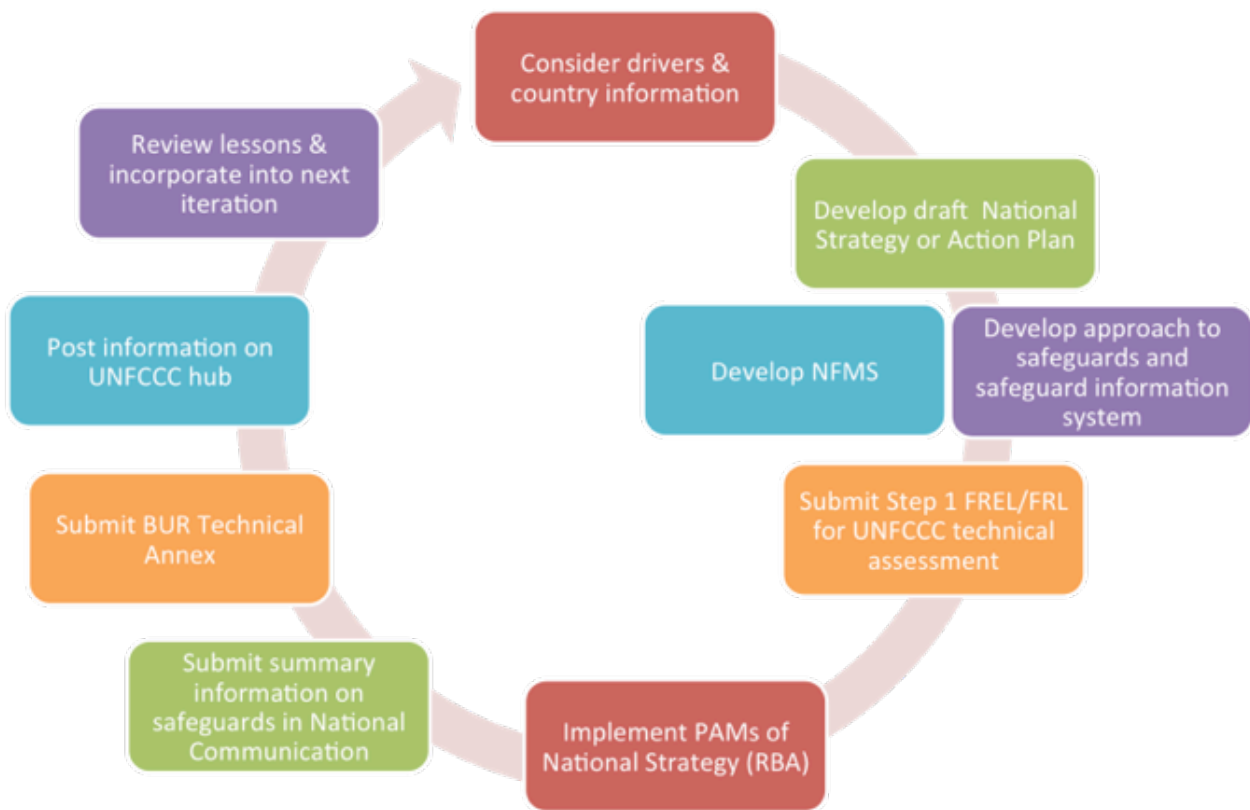 Consider drivers &
country information
Develop draft National
Strategy or Action Plan
Develop NFMS
Develop approach to
safeguards and
safeguard information
system
Submit Step 1 FREL/FRL
for UNFCCC technical
assessment
Implement PAMs of
National Strategy (RBA)
Submit summary
information on
safeguards in National
Communication
Submit BUR Technical
Annex
Post information on
UNFCCC hub
Review lessons &
incorporate into next
iteration